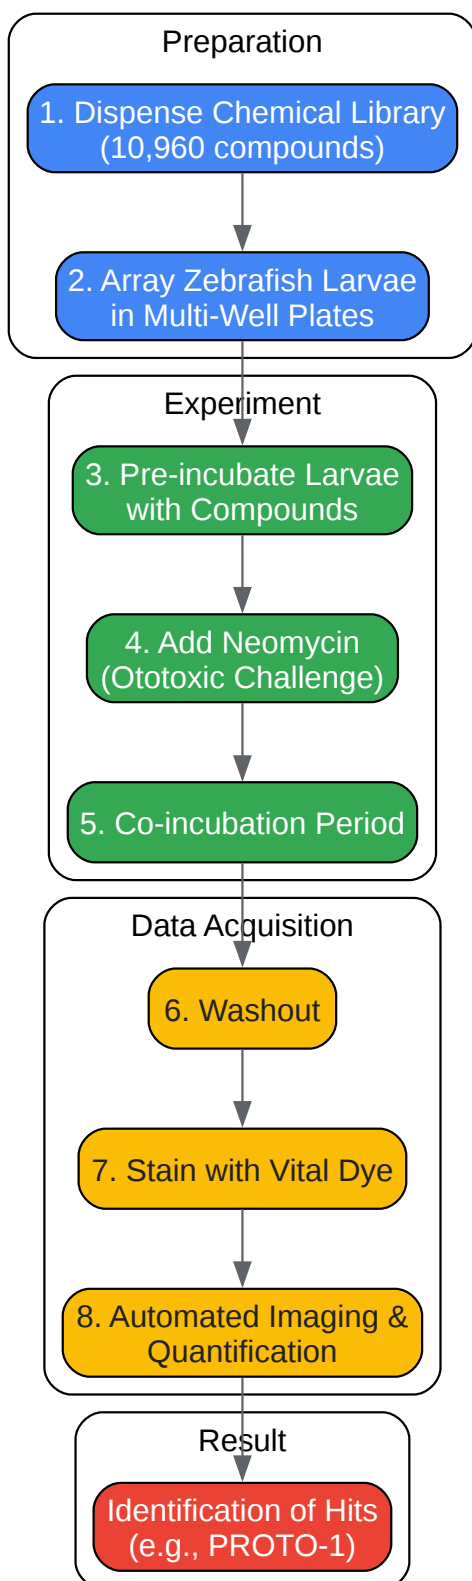 Preparation
1. Dispense Chemical Library
(10,960 compounds)
2. Array Zebrafish Larvae
in Multi-Well Plates
Experiment
3. Pre-incubate Larvae
with Compounds
4. Add Neomycin
(Ototoxic Challenge)
5. Co-incubation Period
Data Acquisition
6. Washout
7. Stain with Vital Dye
8. Automated Imaging &
Quantification
Result
Identification of Hits
(e.g., PROTO-1)